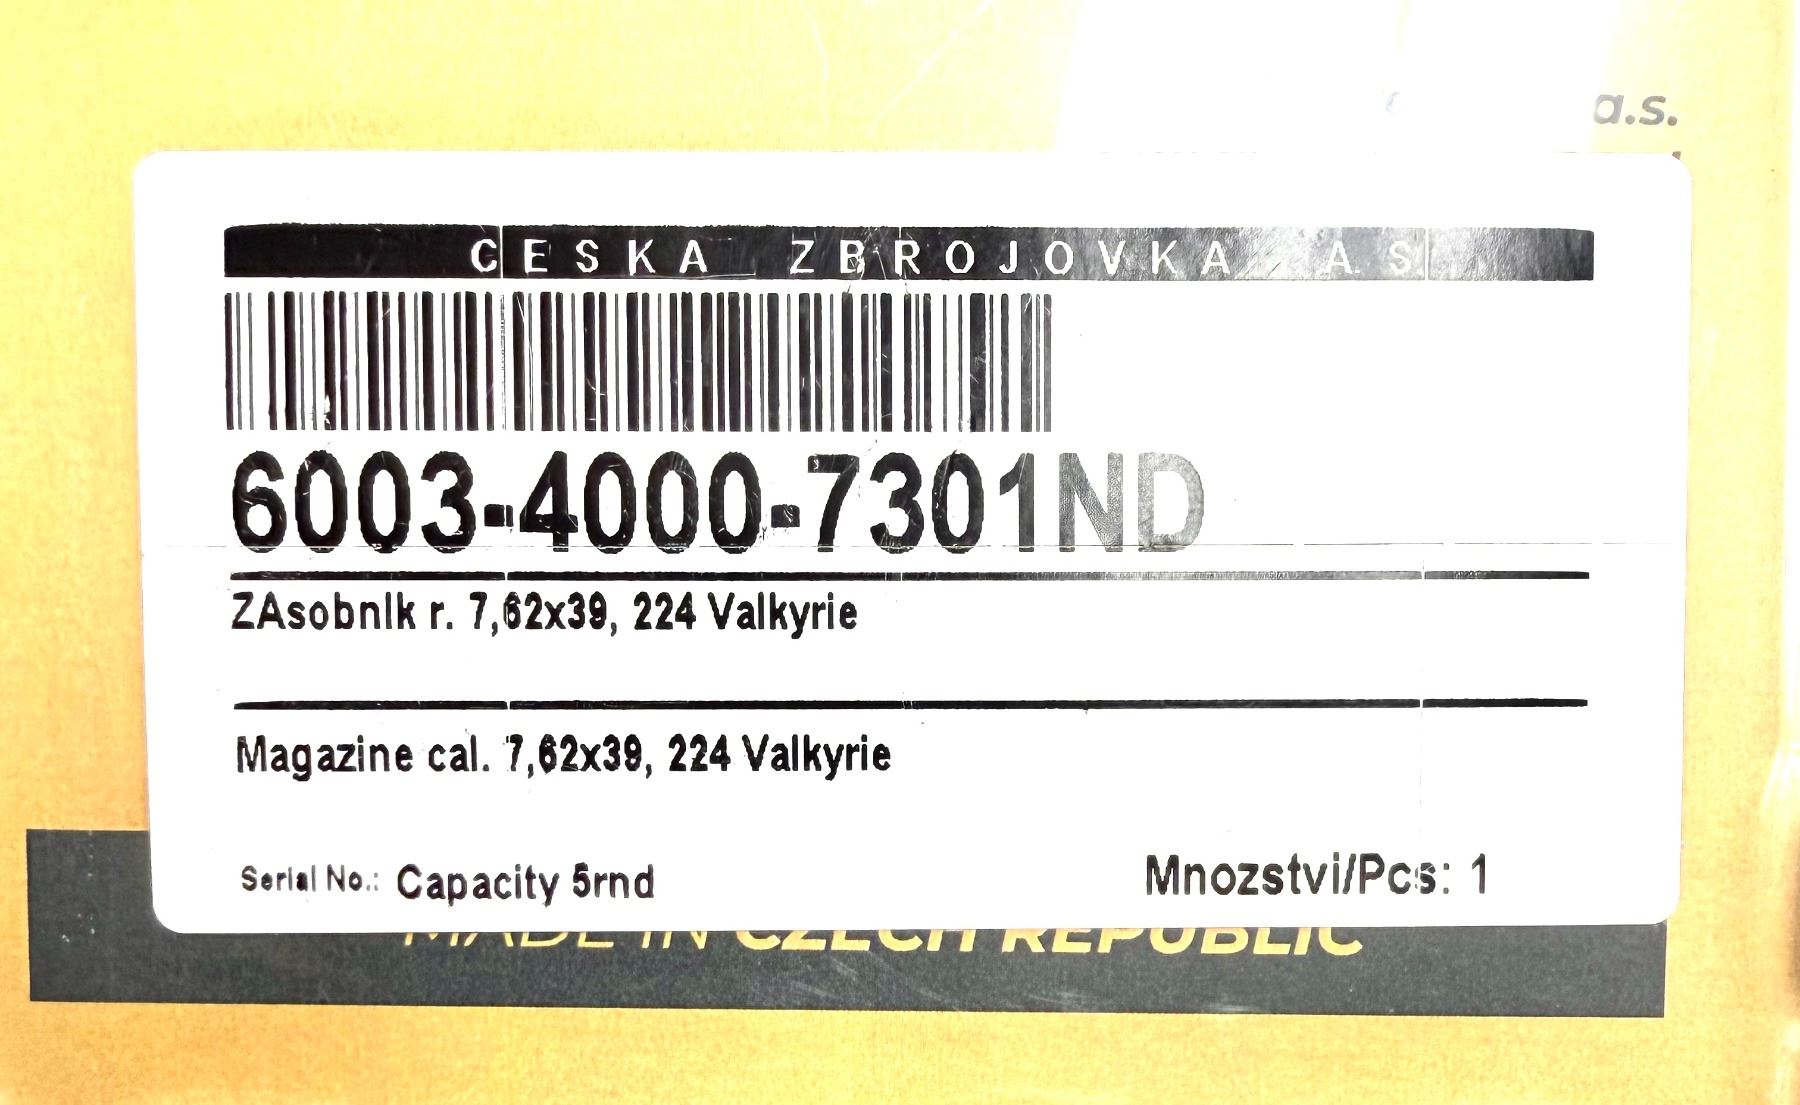 a.s.
CESKA ZBROJOVKA A.S.
6003-4000-7301ND
ZAsobnIk r. 7,62x39, 224 Valkyrie
Magazine cal. 7,62x39, 224 Valkyrie
Serial No.: Capacity 5rnd
Mnozstvi/Pcs: 1
MADE IN CZECH REPUBLIC